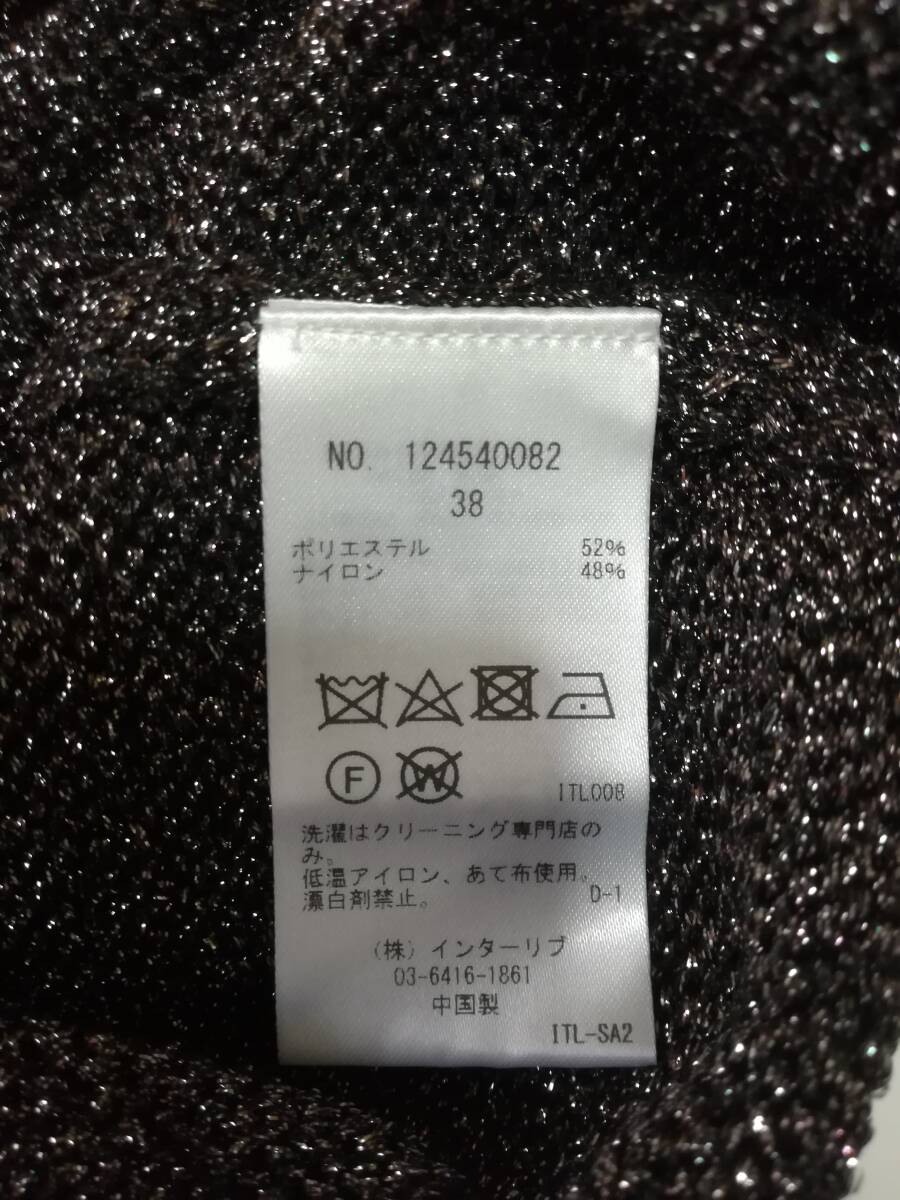 NO. 124540082
38
ポリエステル 52%
ナイロン 48%
F W
ITL008
洗濯はクリーニング専門店の
み。
低温アイロン、あて布使用。
漂白剤禁止。 D-1
(株)インターリブ
03-6416-1861
中国製
ITL-SA2